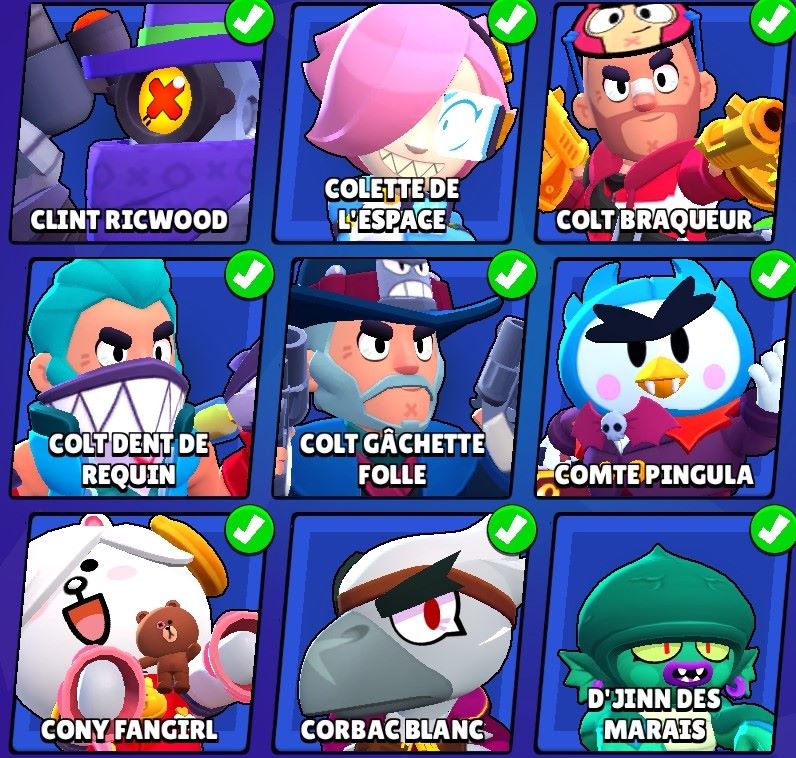 CLINT RICWOOD
COLETTE DE
L'ESPACE
COLT BRAQUEUR
COLT DENT DE
REQUIN
COLT GÂCHETTE
FOLLE
COMTE PINGULA
CONY FANGIRL
CORBAC BLANC
D'JINN DES
MARAIS